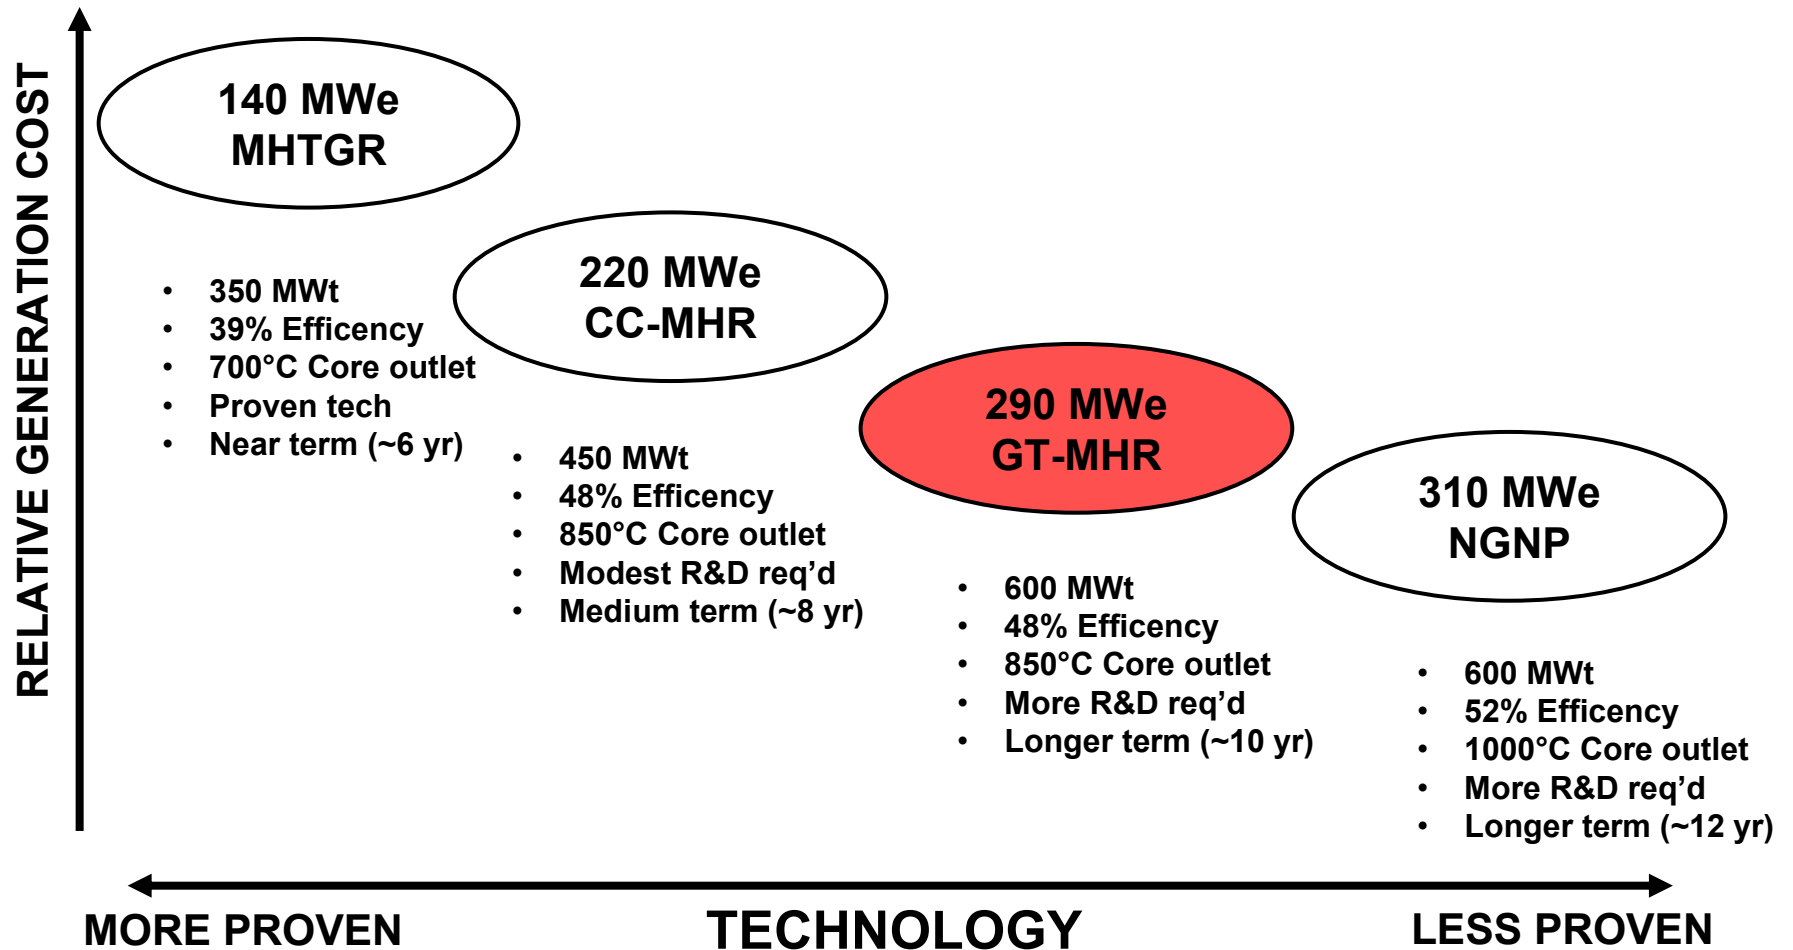 RELATIVE GENERATION COST
140 MWe
MHTGR
• 350 MWt
• 39% Efficency
• 700°C Core outlet
• Proven tech
• Near term (~6 yr)
220 MWe
CC-MHR
• 450 MWt
• 48% Efficency
• 850°C Core outlet
• Modest R&D req’d
• Medium term (~8 yr)
290 MWe
GT-MHR
• 600 MWt
• 48% Efficency
• 850°C Core outlet
• More R&D req’d
• Longer term (~10 yr)
310 MWe
NGNP
• 600 MWt
• 52% Efficency
• 1000°C Core outlet
• More R&D req’d
• Longer term (~12 yr)
MORE PROVEN
TECHNOLOGY
LESS PROVEN